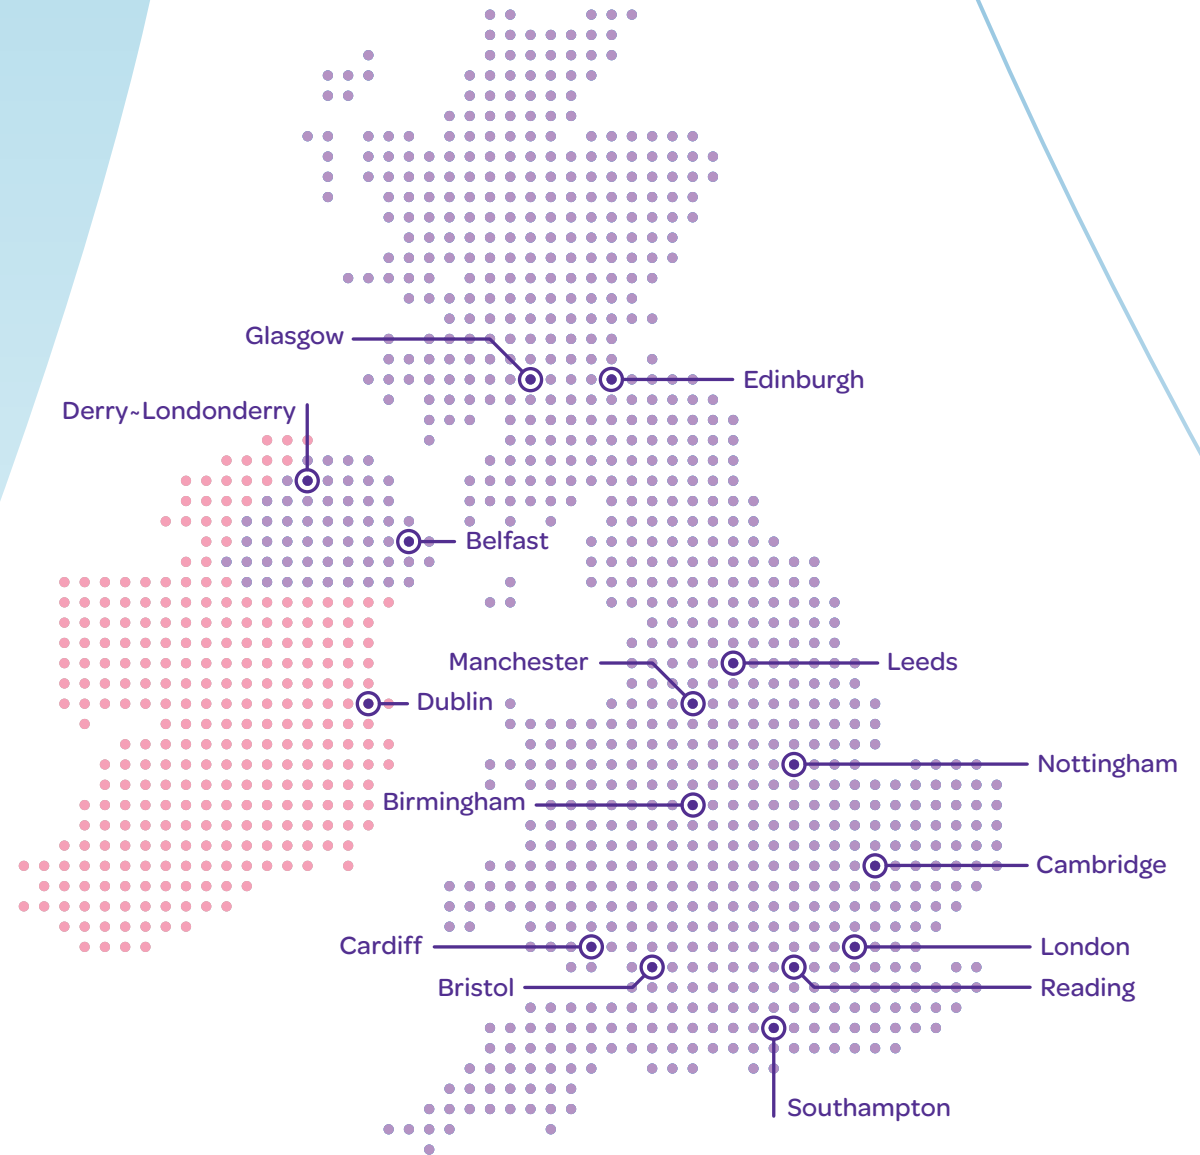 Glasgow
Edinburgh
Derry~Londonderry
Belfast
Manchester
Leeds
Dublin
Nottingham
Birmingham
Cambridge
Cardiff
London
Bristol
Reading
Southampton